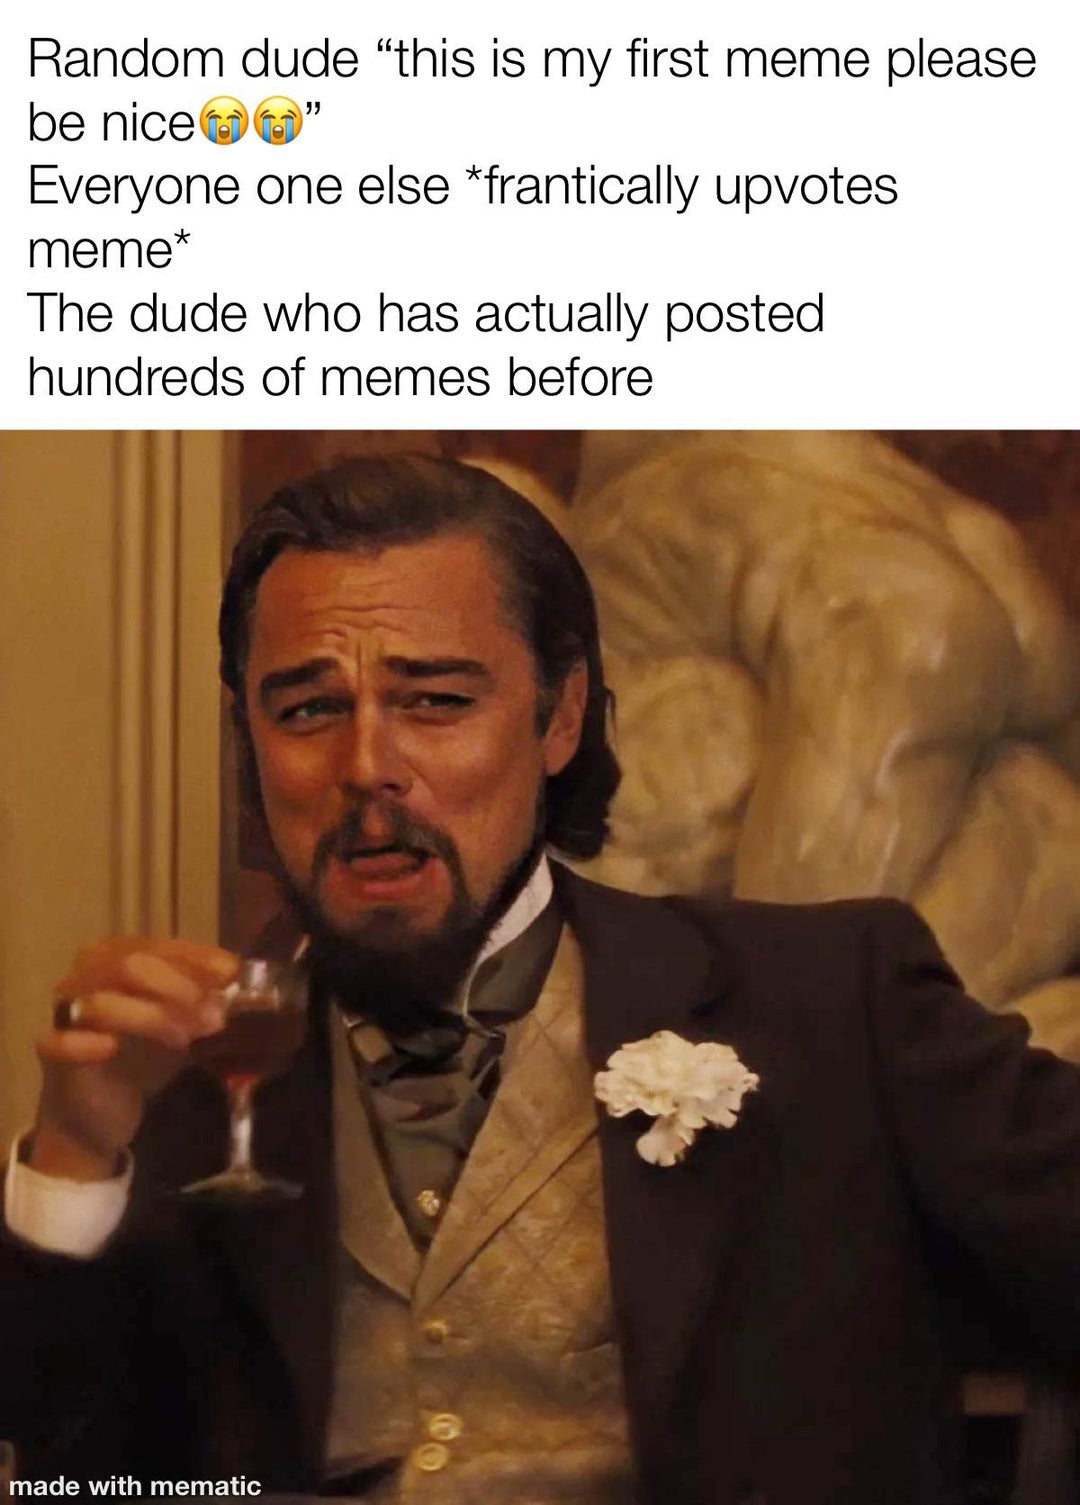 Random dude “this is my first meme please
be nice😭😭”
Everyone one else *frantically upvotes
meme*
The dude who has actually posted
hundreds of memes before
made with mematic